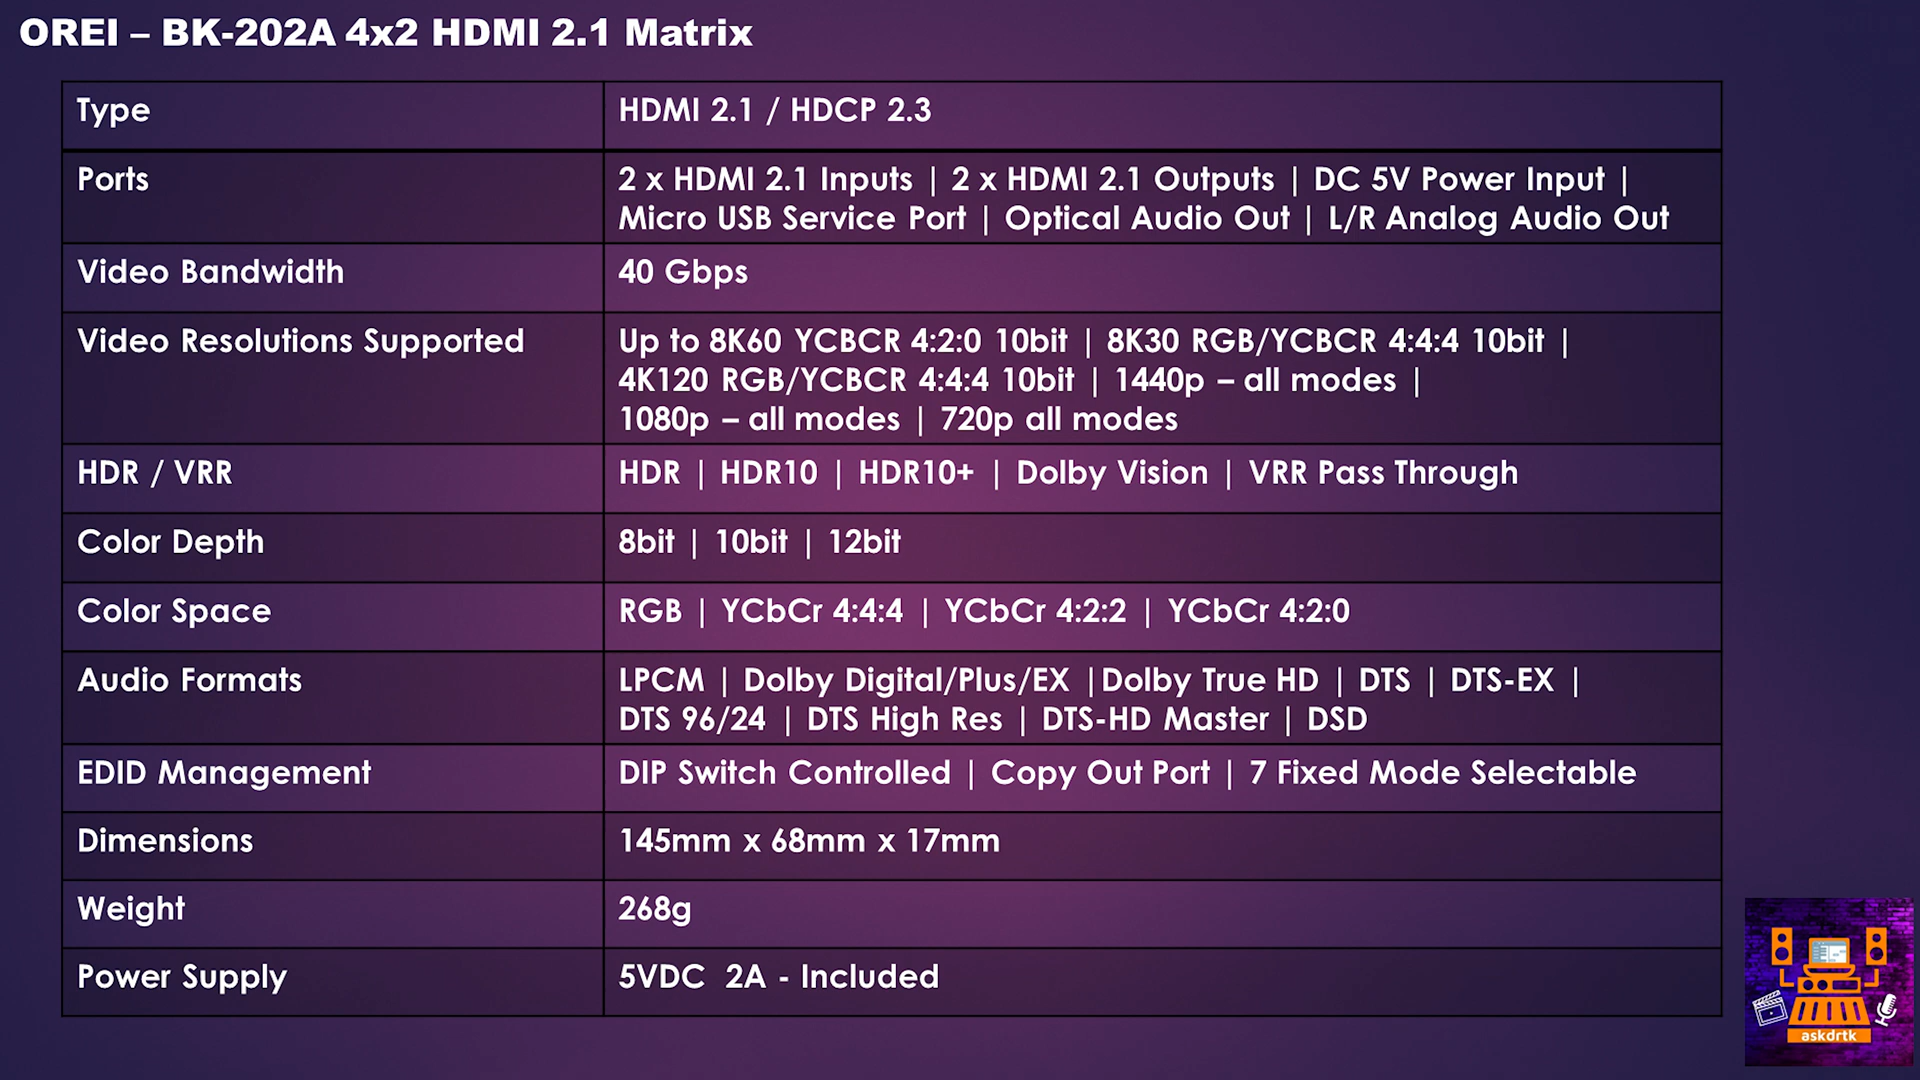 OREI – BK-202A 4x2 HDMI 2.1 Matrix
Type
HDMI 2.1 / HDCP 2.3
Ports
2 x HDMI 2.1 Inputs | 2 x HDMI 2.1 Outputs | DC 5V Power Input |
Micro USB Service Port | Optical Audio Out | L/R Analog Audio Out
Video Bandwidth
40 Gbps
Video Resolutions Supported
Up to 8K60 YCBCR 4:2:0 10bit | 8K30 RGB/YCBCR 4:4:4 10bit |
4K120 RGB/YCBCR 4:4:4 10bit | 1440p – all modes |
1080p – all modes | 720p all modes
HDR / VRR
HDR | HDR10 | HDR10+ | Dolby Vision | VRR Pass Through
Color Depth
8bit | 10bit | 12bit
Color Space
RGB | YCbCr 4:4:4 | YCbCr 4:2:2 | YCbCr 4:2:0
Audio Formats
LPCM | Dolby Digital/Plus/EX |Dolby True HD | DTS | DTS-EX |
DTS 96/24 | DTS High Res | DTS-HD Master | DSD
EDID Management
DIP Switch Controlled | Copy Out Port | 7 Fixed Mode Selectable
Dimensions
145mm x 68mm x 17mm
Weight
268g
Power Supply
5VDC 2A - Included
askdrtk